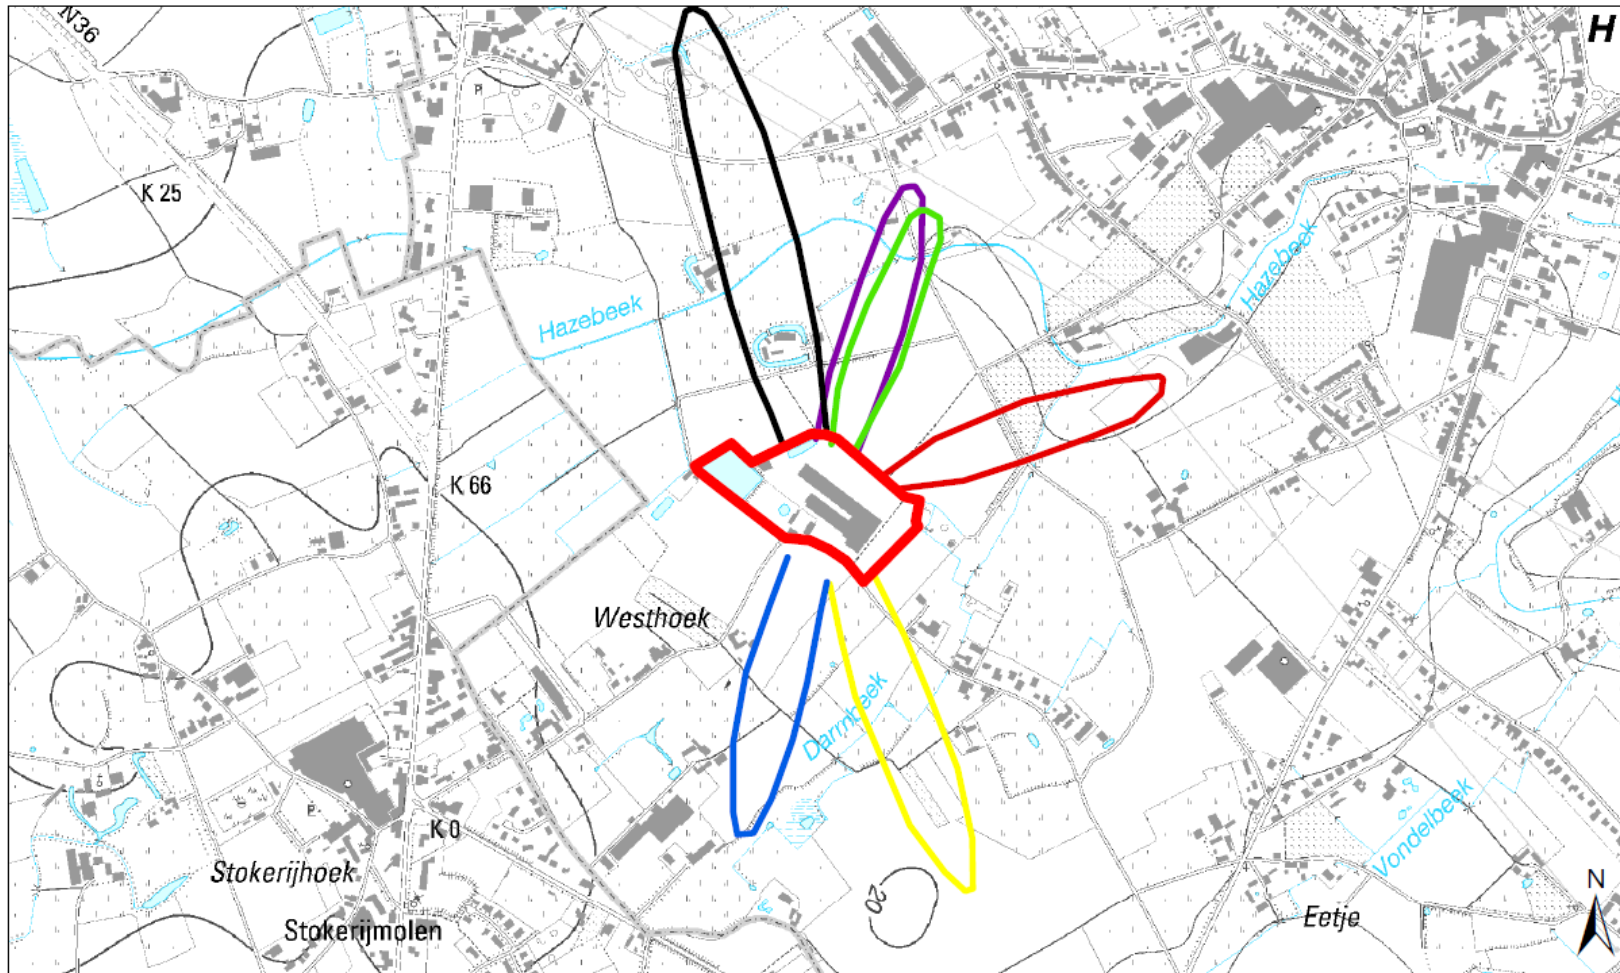 N36
H
P
K 25
Hazebeek
Hazebeek
K 66
Westhoek
Darmbeek
P
K 0
Vondelbeek
Stokerijhoek
20
N
Eetje
Stokerijmolen